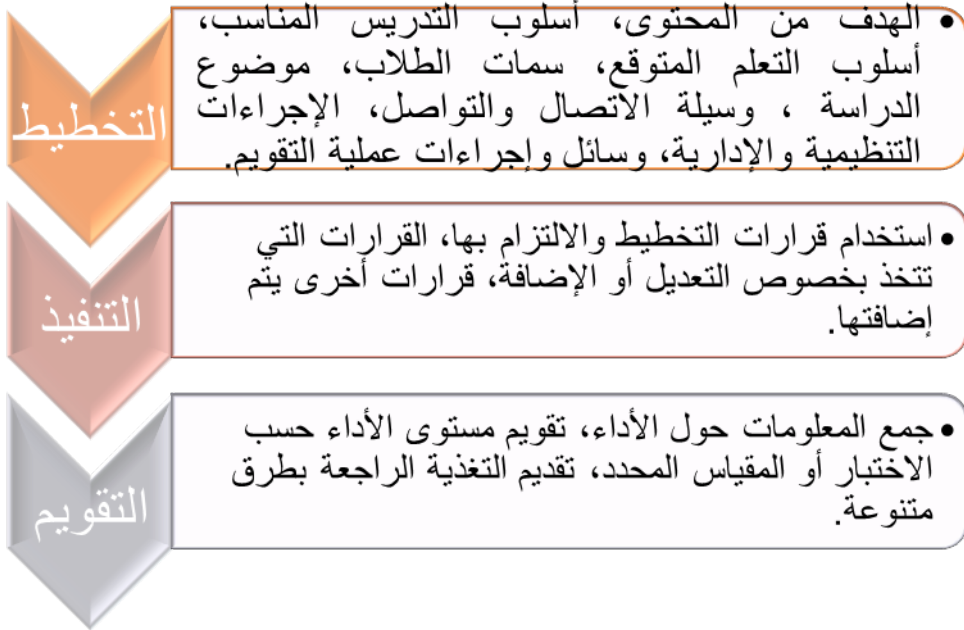 التخطيط
• الهدف من المحتوى، أسلوب التدريس المناسب،
أسلوب التعلم المتوقع، سمات الطلاب، موضوع
الدراسة ، وسيلة الاتصال والتواصل، الإجراءات
التنظيمية والإدارية، وسائل وإجراءات عملية التقويم.
التنفيذ
• استخدام قرارات التخطيط والالتزام بها، القرارات التي
تتخذ بخصوص التعديل أو الإضافة، قرارات أخرى يتم
إضافتها.
التقويم
• جمع المعلومات حول الأداء، تقويم مستوى الأداء حسب
الاختبار أو المقياس المحدد، تقديم التغذية الراجعة بطرق
متنوعة.